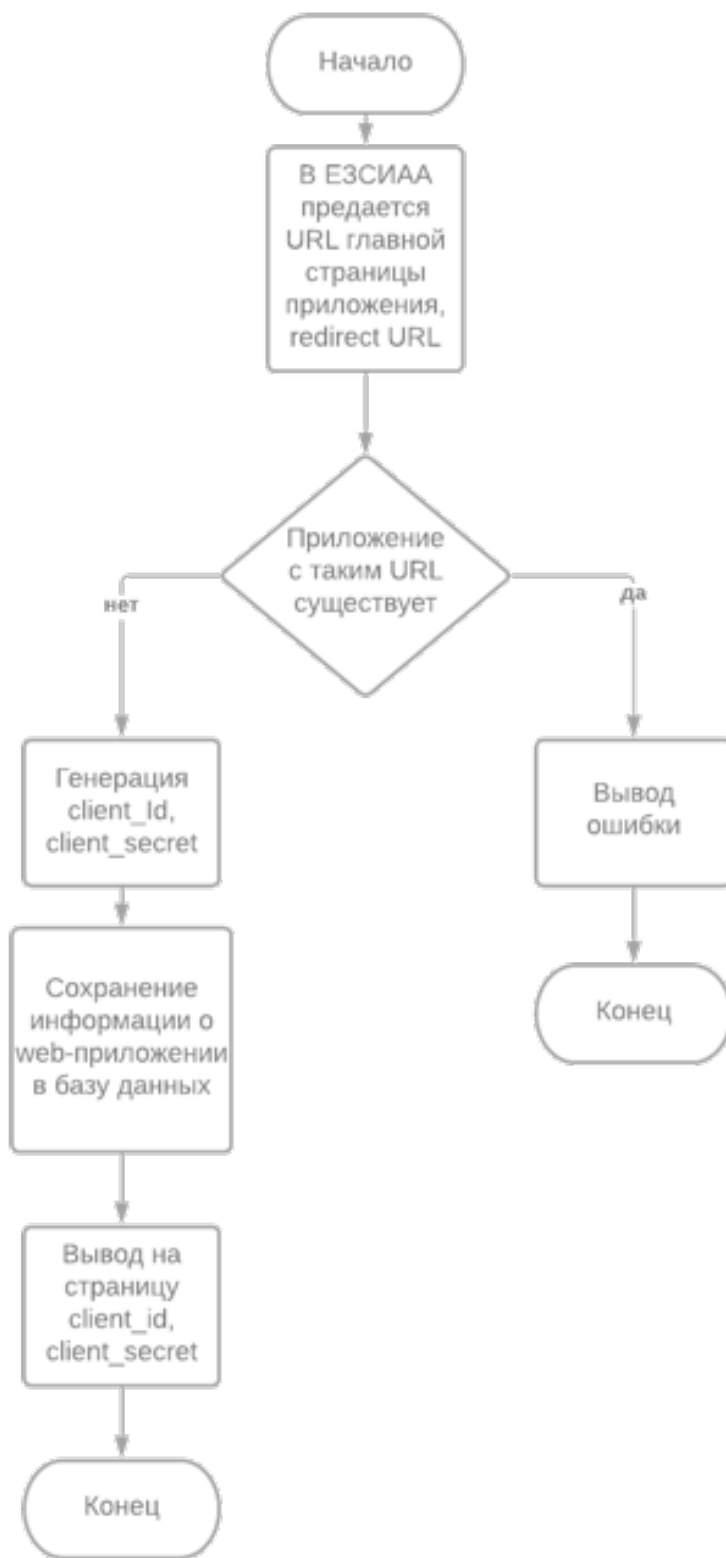 Начало
В ЕЗСИАА
предается
URL главной
страницы
приложения,
redirect URL
Приложение
с таким URL
существует
нет
да
Генерация
client_Id,
client_secret
Вывод
ошибки
Сохранение
информации о
web-приложении
в базу данных
Конец
Вывод на
страницу
client_id,
client_secret
Конец